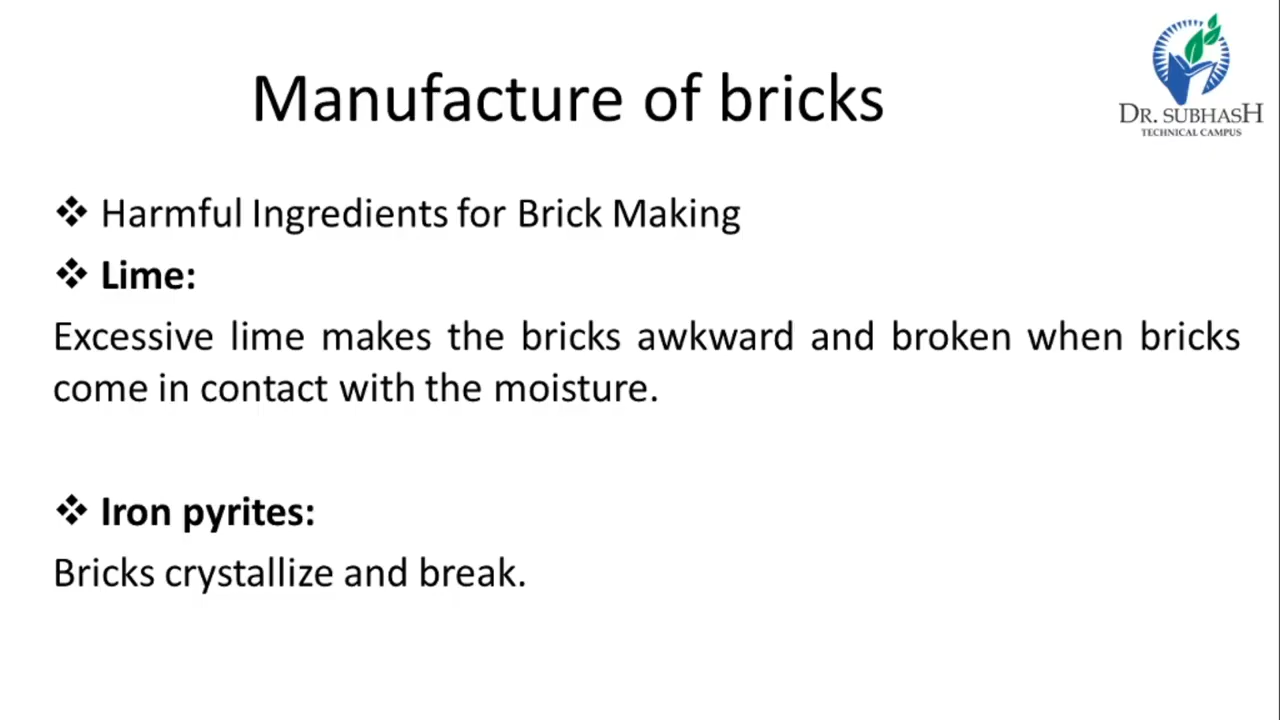 DR. SUBHASH
TECHNICAL CAMPUS
Manufacture of bricks
❖ Harmful Ingredients for Brick Making
❖ Lime:
Excessive lime makes the bricks awkward and broken when bricks
come in contact with the moisture.
❖ Iron pyrites:
Bricks crystallize and break.